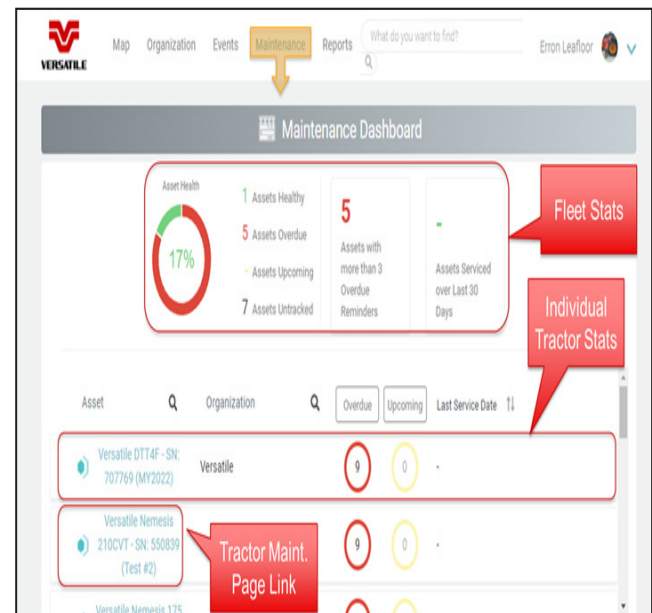 VERSATILE
Map Organization Events Maintenance Reports
What do you want to find?
Erron Leafloor
Maintenance Dashboard
Asset Health
17%
1 Assets Healthy
5 Assets Overdue
- Assets Upcoming
7 Assets Untracked
5
Assets with
more than 3
Overdue
Reminders
-
Assets Serviced
over Last 30
Days
Fleet Stats
Individual
Tractor Stats
Asset Organization Overdue Upcoming Last Service Date
Versatile DTT4F - SN:
707769 (MY2022)
Versatile
9 0 -
Versatile Nemesis
210CVT - SN: 550839
(Test #2)
9 0 -
Tractor Maint.
Page Link
Versatile Nemesis 175